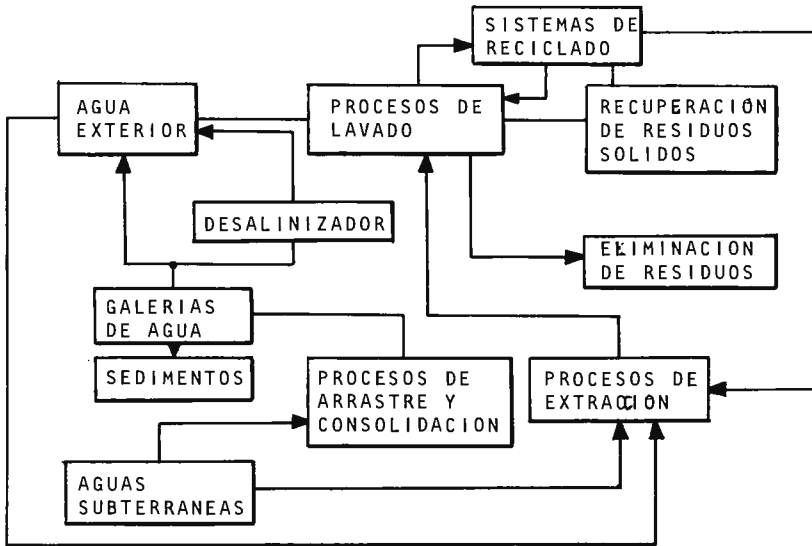 SISTEMAS DE
RECICLADO
AGUA
EXTERIOR
PROCESOS DE
LAVADO
RECUPERACION
DE RESIDUOS
SOLIDOS
DESALINIZADOR
ELIMINACION
DE RESIDUOS
GALERIAS
DE AGUA
SEDIMENTOS
PROCESOS DE
ARRASTRE Y
CONSOLIDACION
PROCESOS DE
EXTRACCION
AGUAS
SUBTERRANEAS